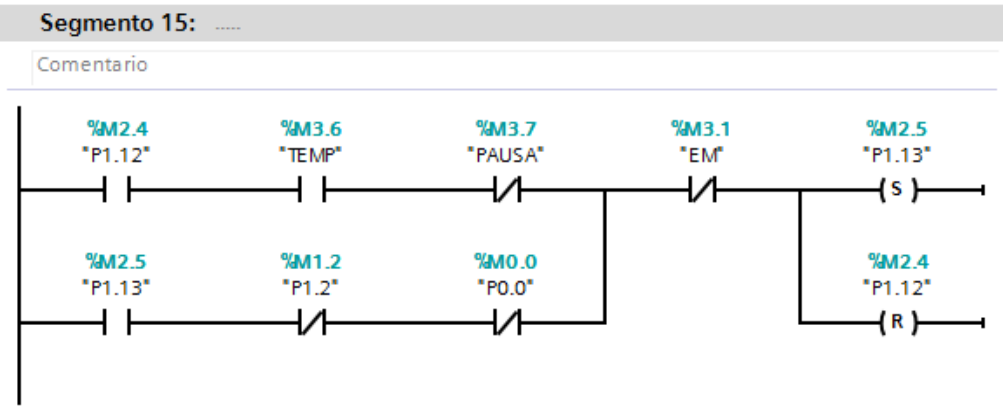 Segmento 15: .....
Comentario
%M2.4 %M3.6 %M3.7 %M3.1 %M2.5
"P1.12" "TEMP" "PAUSA" "EM" "P1.13"
S
%M2.5 %M1.2 %M0.0 %M2.4
"P1.13" "P1.2" "P0.0" "P1.12"
R